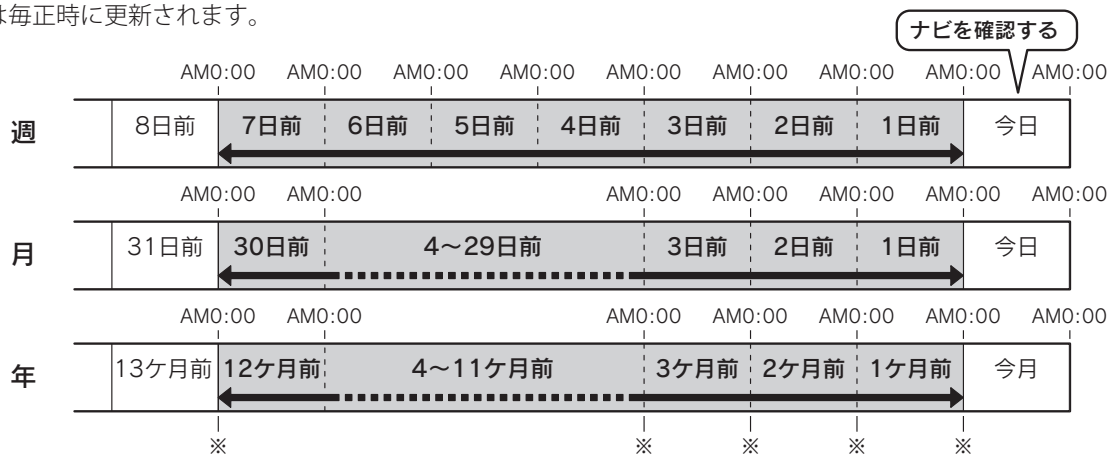 は毎正時に更新されます。
ナビを確認する
AM0:00 AM0:00 AM0:00 AM0:00 AM0:00 AM0:00 AM0:00 AM0:00 AM0:00
週 8日前 7日前 6日前 5日前 4日前 3日前 2日前 1日前 今日
AM0:00 AM0:00 AM0:00 AM0:00 AM0:00 AM0:00 AM0:00
月 31日前 30日前 4〜29日前 3日前 2日前 1日前 今日
AM0:00 AM0:00 AM0:00 AM0:00 AM0:00 AM0:00 AM0:00
年 13ケ月前 12ケ月前 4〜11ケ月前 3ケ月前 2ケ月前 1ケ月前 今月
※ ※ ※ ※ ※